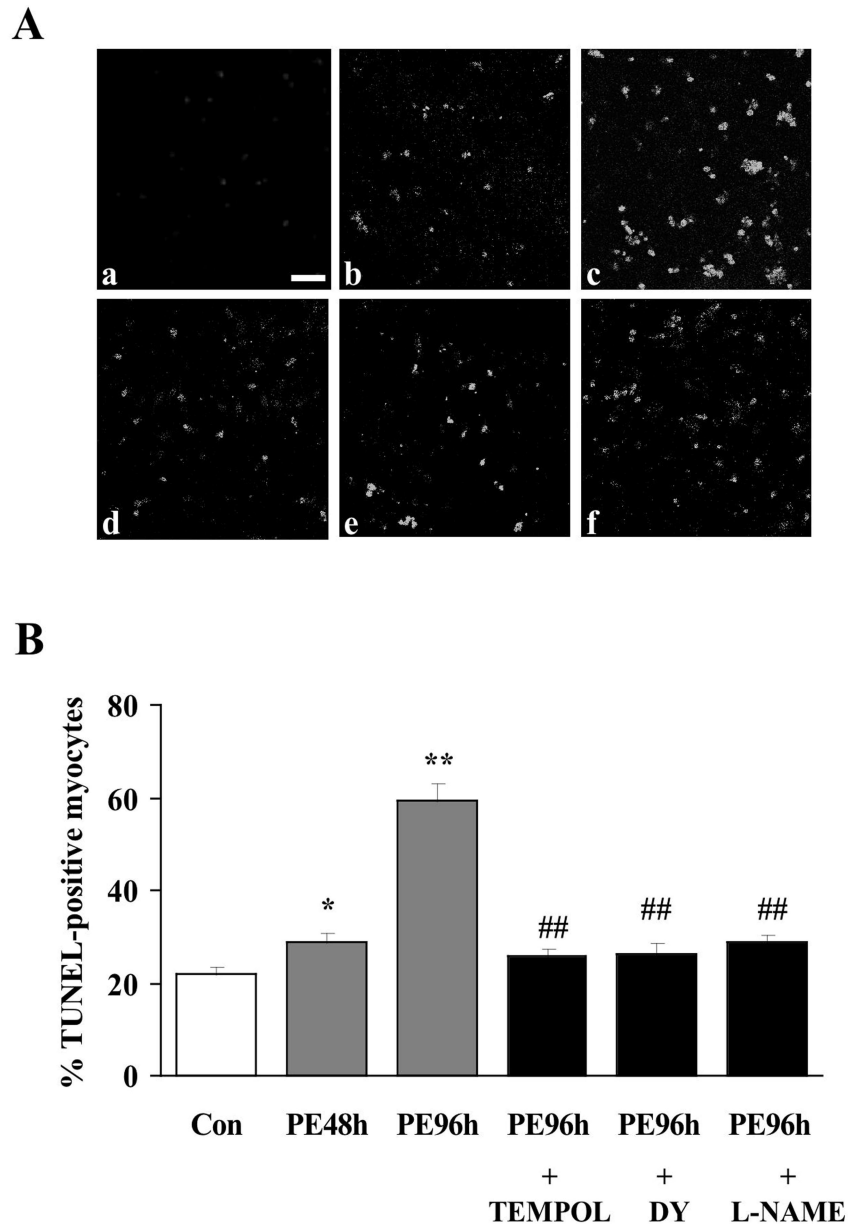 A
a
b
c
d
e
f
B
% TUNEL-positive myocytes
80
60
40
20
0
*
**
##
##
##
Con PE48h PE96h PE96h PE96h PE96h
+ + +
TEMPOL DY L-NAME